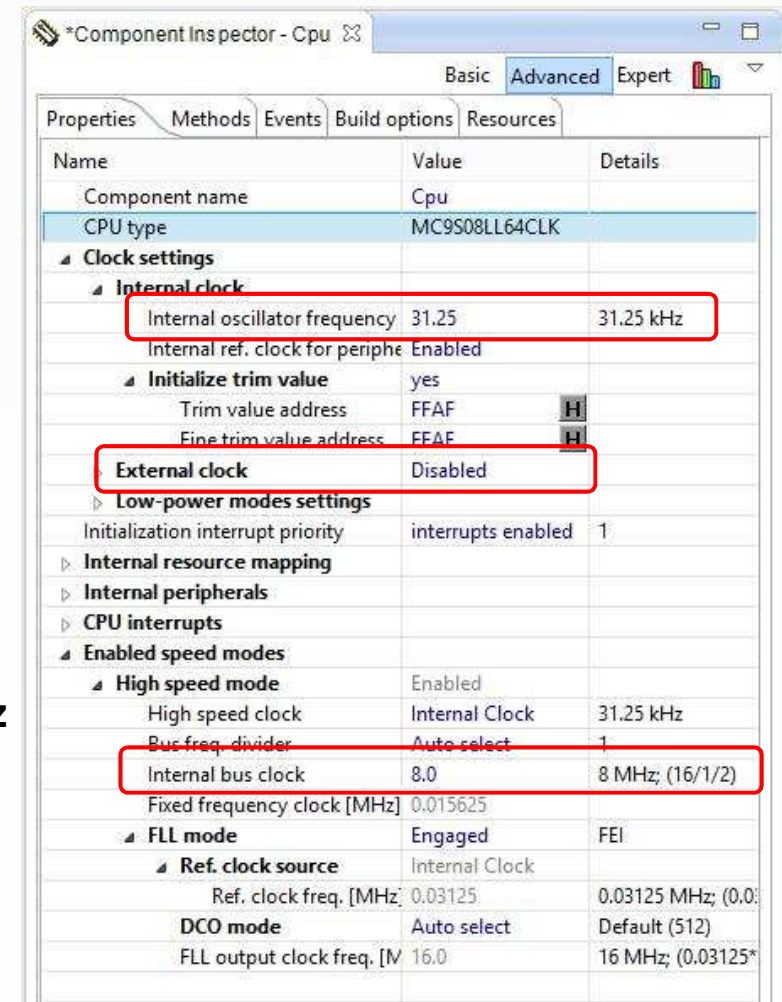 *Component Inspector - Cpu
Basic Advanced Expert
Properties Methods Events Build options Resources
Name Value Details
Component name Cpu
CPU type MC9S08LL64CLK
Clock settings
Internal clock
Internal oscillator frequency 31.25 31.25 kHz
Internal ref. clock for periphe Enabled
Initialize trim value yes
Trim value address FFAF H
Fine trim value address FFAE H
External clock Disabled
Low-power modes settings
Initialization interrupt priority interrupts enabled 1
Internal resource mapping
Internal peripherals
CPU interrupts
Enabled speed modes
High speed mode Enabled
z
High speed clock Internal Clock 31.25 kHz
Bus freq. divider Auto select 1
Internal bus clock 8.0 8 MHz; (16/1/2)
Fixed frequency clock [MHz] 0.015625
FLL mode Engaged FEI
Ref. clock source Internal Clock
Ref. clock freq. [MHz] 0.03125 0.03125 MHz; (0.0
DCO mode Auto select Default (512)
FLL output clock freq. [M 16.0 16 MHz; (0.03125*